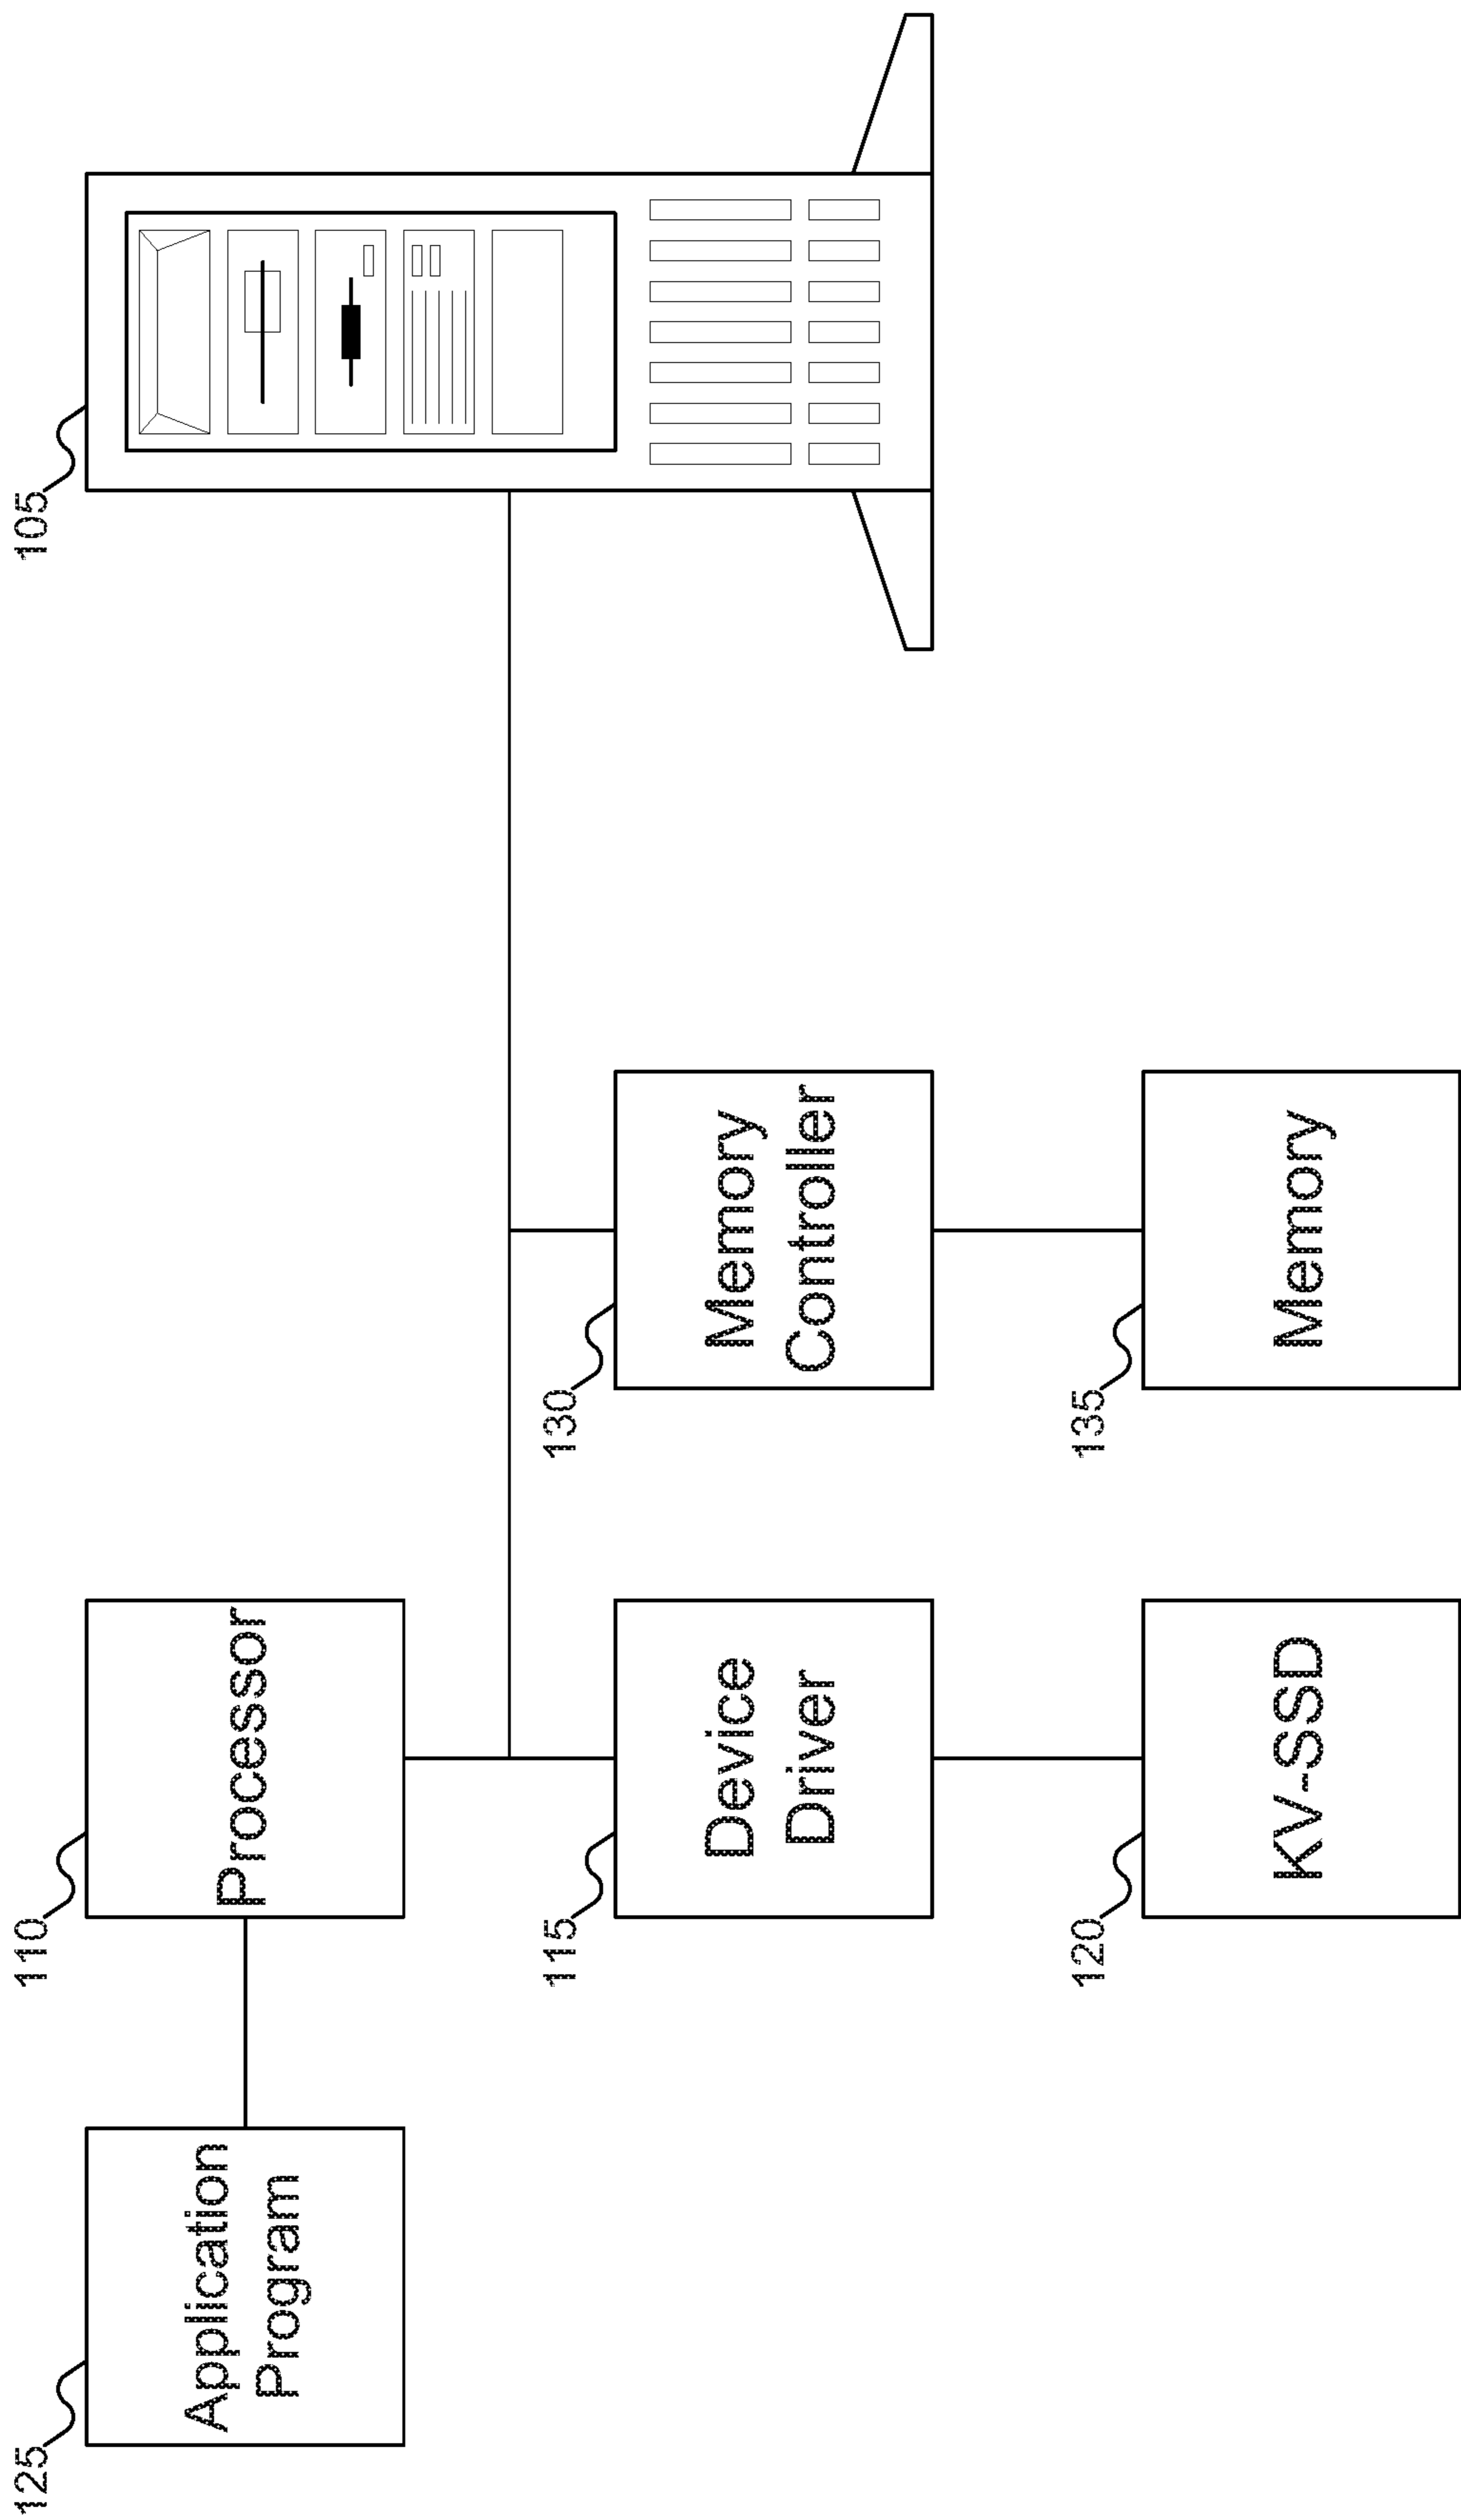 125
Application
Program
110
Processor
105
115
Device
Driver
130
Memory
Controller
120
KV-SSD
135
Memory